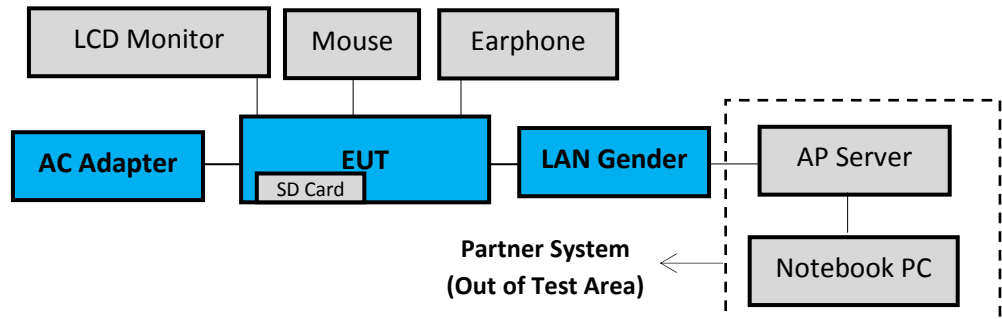 LCD Monitor
Mouse
Earphone
AC Adapter
EUT
SD Card
LAN Gender
AP Server
Notebook PC
Partner System
(Out of Test Area)